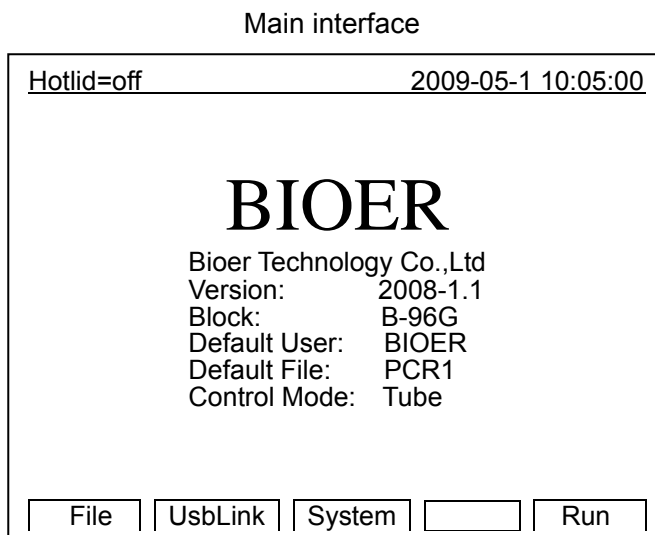 Main interface
Hotlid=off 2009-05-1 10:05:00
BIOER
Bioer Technology Co.,Ltd
Version: 2008-1.1
Block: B-96G
Default User: BIOER
Default File: PCR1
Control Mode: Tube
File UsbLink System Run